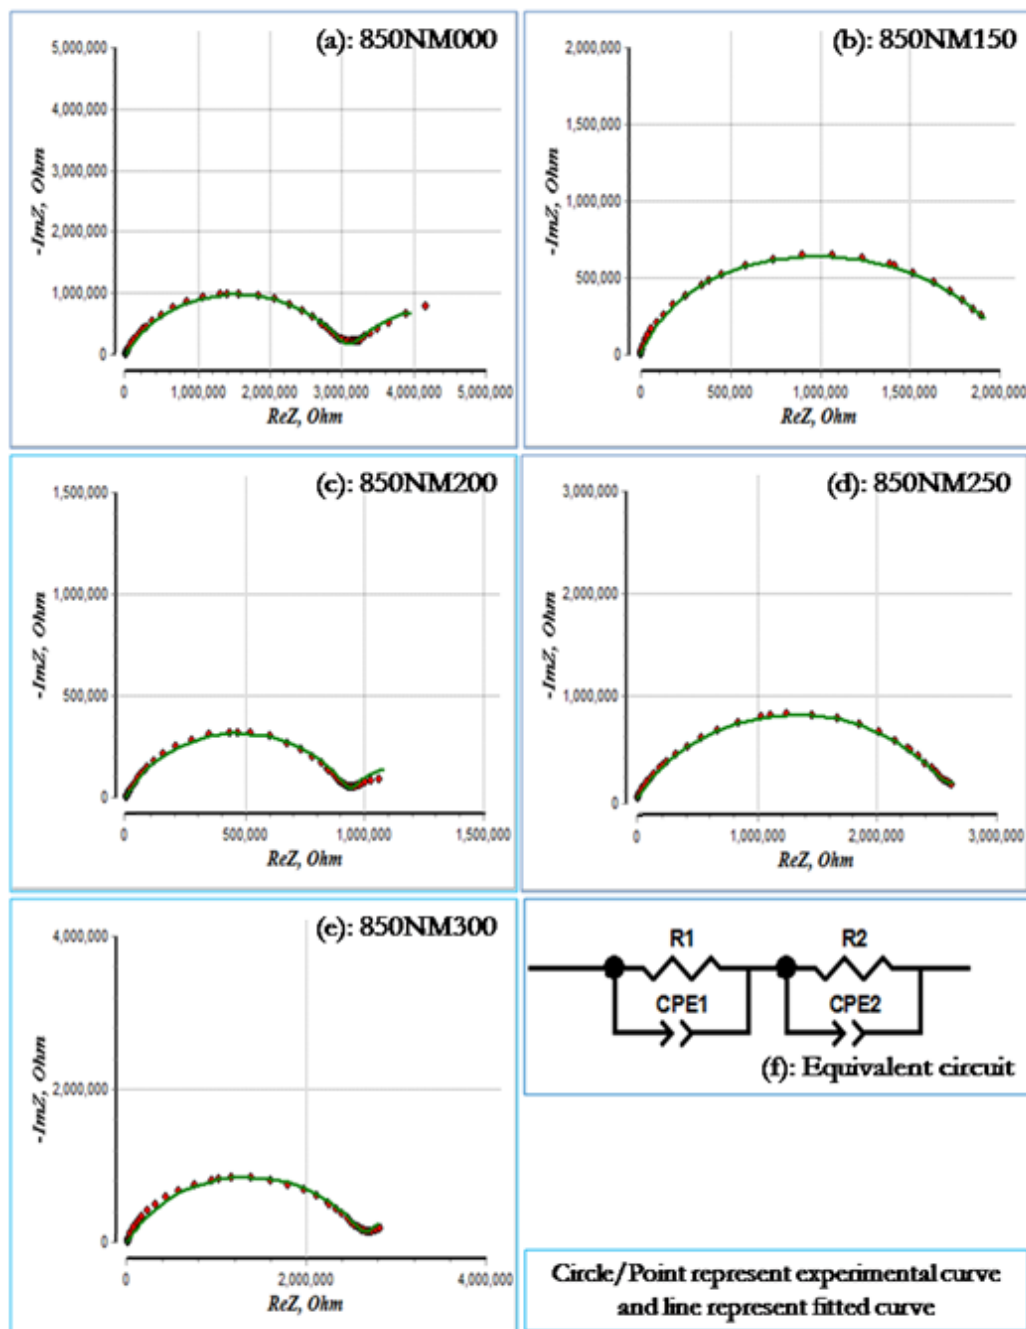 (a): 850NM000
5,000,000
4,000,000
3,000,000
2,000,000
1,000,000
0
-ImZ, Ohm
0 1,000,000 2,000,000 3,000,000 4,000,000 5,000,000
ReZ, Ohm
(b): 850NM150
2,000,000
1,500,000
1,000,000
500,000
0
-ImZ, Ohm
0 500,000 1,000,000 1,500,000 2,000,000
ReZ, Ohm
(c): 850NM200
1,500,000
1,000,000
500,000
0
-ImZ, Ohm
0 500,000 1,000,000 1,500,000
ReZ, Ohm
(d): 850NM250
3,000,000
2,000,000
1,000,000
0
-ImZ, Ohm
0 1,000,000 2,000,000 3,000,000
ReZ, Ohm
(e): 850NM300
4,000,000
2,000,000
0
-ImZ, Ohm
0 2,000,000 4,000,000
ReZ, Ohm
R1 R2
CPE1 CPE2
(f): Equivalent circuit
Circle/Point represent experimental curve
and line represent fitted curve